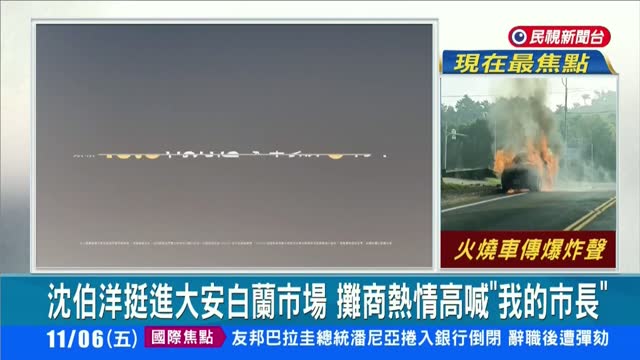 民視新聞台
現在最焦點
火燒車傳爆炸聲
沈伯洋挺進大安白蘭市場 攤商熱情高喊"我的市長"
11/06(五) 國際焦點 友邦巴拉圭總統潘尼亞捲入銀行倒閉 辭職後遭彈劾